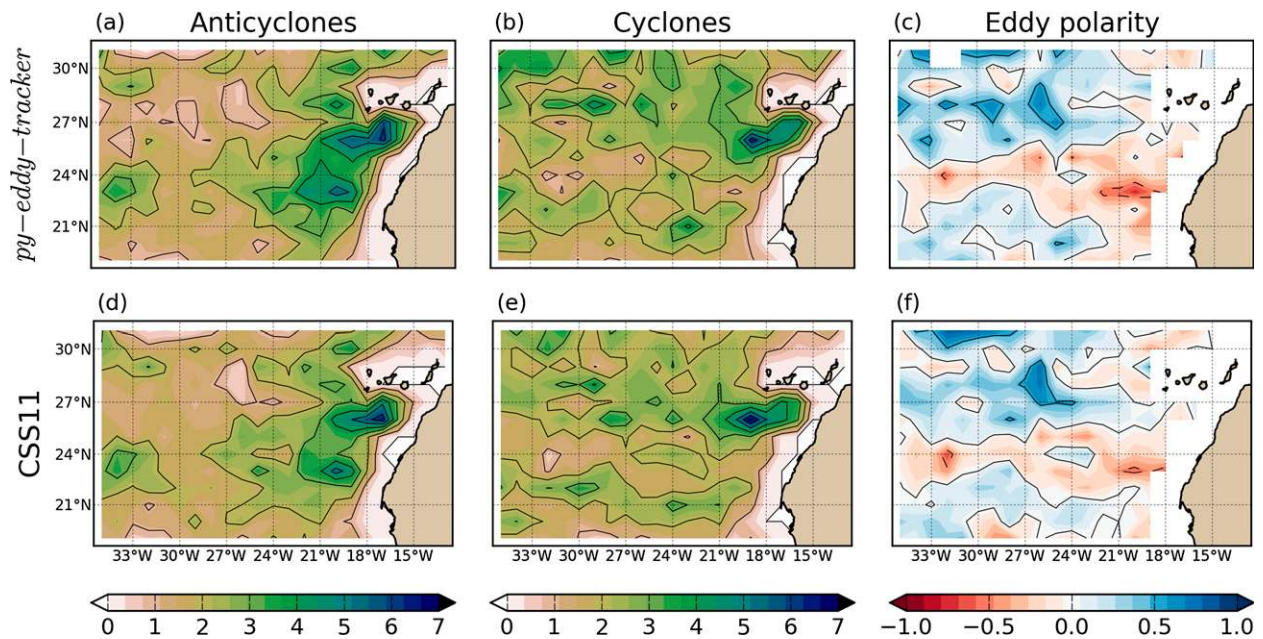 (a) Anticyclones (b) Cyclones (c) Eddy polarity
py−eddy−tracker
30°N
27°N
24°N
21°N
(d) (e) (f)
CSS11
30°N
27°N
24°N
21°N
33°W 30°W 27°W 24°W 21°W 18°W 15°W 33°W 30°W 27°W 24°W 21°W 18°W 15°W 33°W 30°W 27°W 24°W 21°W 18°W 15°W
0 1 2 3 4 5 6 7 0 1 2 3 4 5 6 7 −1.0 −0.5 0.0 0.5 1.0